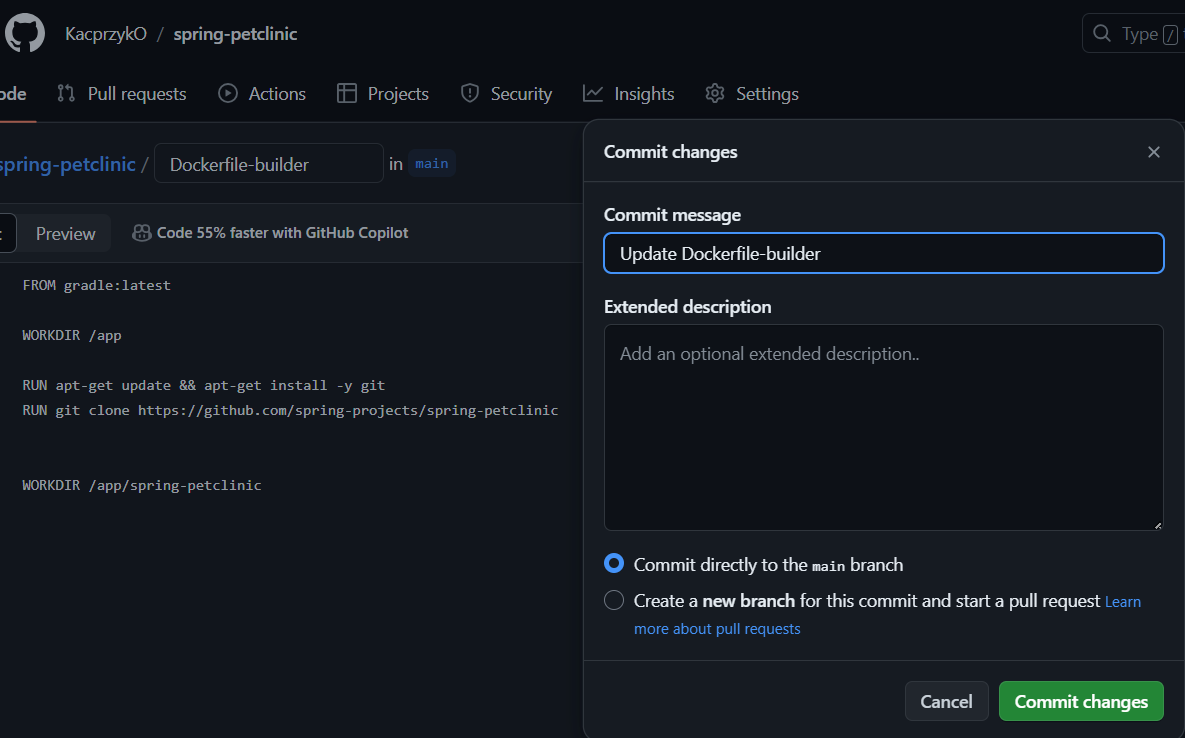 KacprzykO / spring-petclinic
Type /
ode Pull requests Actions Projects Security Insights Settings
spring-petclinic / Dockerfile-builder in main
Preview Code 55% faster with GitHub Copilot
FROM gradle:latest
WORKDIR /app
RUN apt-get update && apt-get install -y git
RUN git clone https://github.com/spring-projects/spring-petclinic
WORKDIR /app/spring-petclinic
Commit changes
Commit message
Update Dockerfile-builder
Extended description
Add an optional extended description..
Commit directly to the main branch
Create a new branch for this commit and start a pull request Learn
more about pull requests
Cancel Commit changes